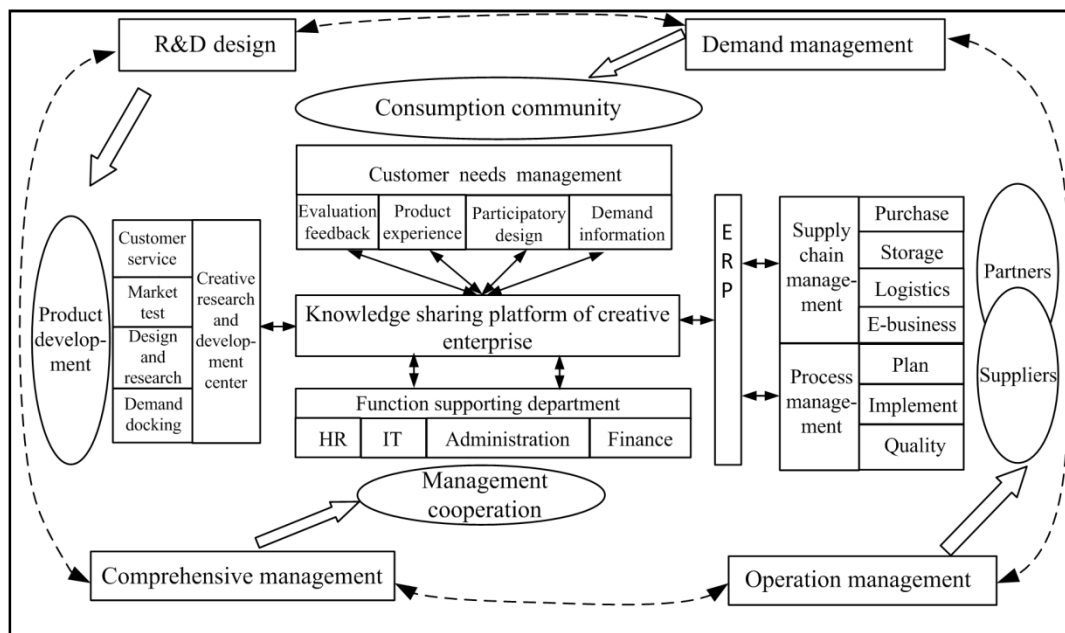 R&D design
Demand management
Consumption community
Customer needs management
Evaluation
feedback
Product
experience
Participatory
design
Demand
information
Product
develop-
ment
Customer
service
Market
test
Design
and
research
Demand
docking
Creative
research
and
develop-
ment
center
Knowledge sharing platform of creative
enterprise
Function supporting department
HR
IT
Administration
Finance
Management
cooperation
E
R
P
Supply
chain
manage-
ment
Process
manage-
ment
Purchase
Storage
Logistics
E-business
Plan
Implement
Quality
Partners
Suppliers
Comprehensive management
Operation management